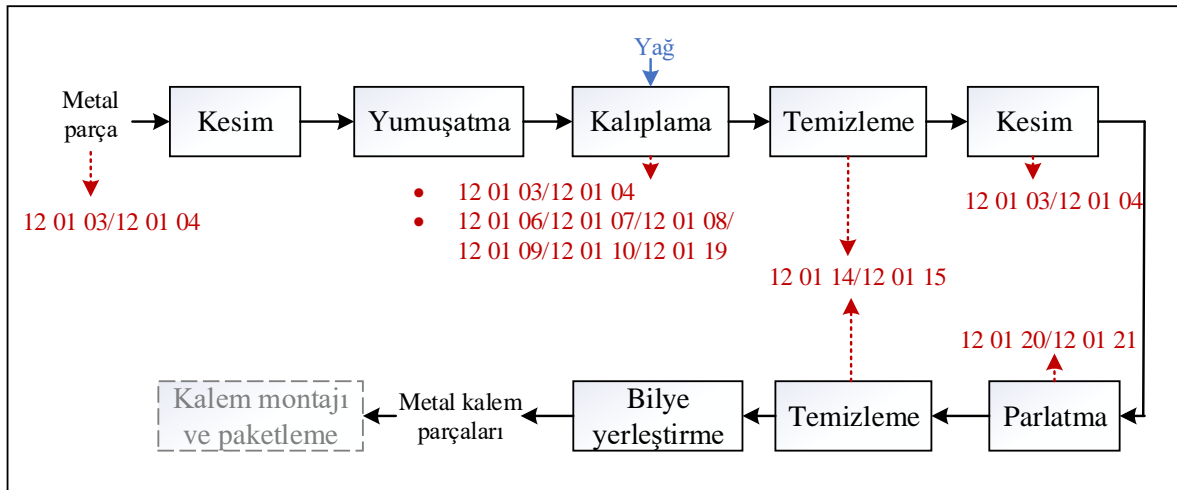 Yağ
Metal
parça
Kesim
Yumuşatma
Kalıplama
Temizleme
Kesim
12 01 03/12 01 04
• 12 01 03/12 01 04
• 12 01 06/12 01 07/12 01 08/
12 01 09/12 01 10/12 01 19
12 01 03/12 01 04
12 01 14/12 01 15
12 01 20/12 01 21
Kalem montajı
ve paketleme
Metal kalem
parçaları
Bilye
yerleştirme
Temizleme
Parlatma